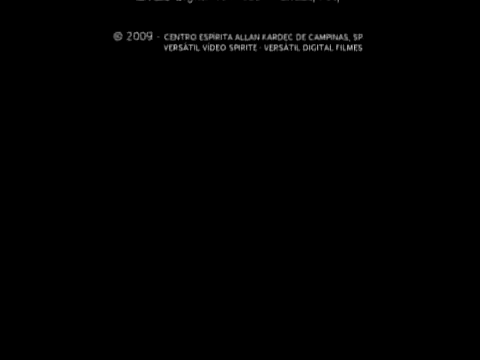 © 2009 - CENTRO ESPÍRITA ALLAN KARDEC DE CAMPINAS, SP
VERSÁTIL VÍDEO SPIRITE · VERSÁTIL DIGITAL FILMES